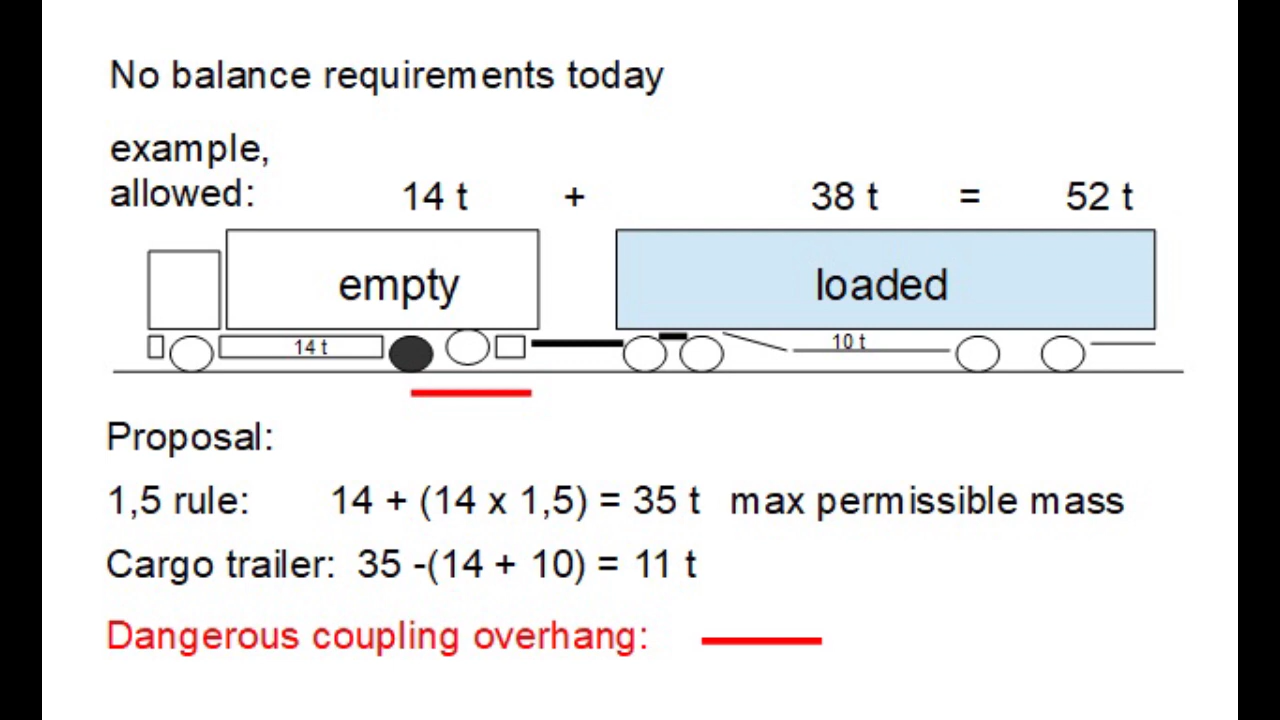 No balance requirements today
example,
allowed: 14 t + 38 t = 52 t
empty loaded
14 t 10 t
Proposal:
1,5 rule: 14 + (14 x 1,5) = 35 t max permissible mass
Cargo trailer: 35 -(14 + 10) = 11 t
Dangerous coupling overhang: